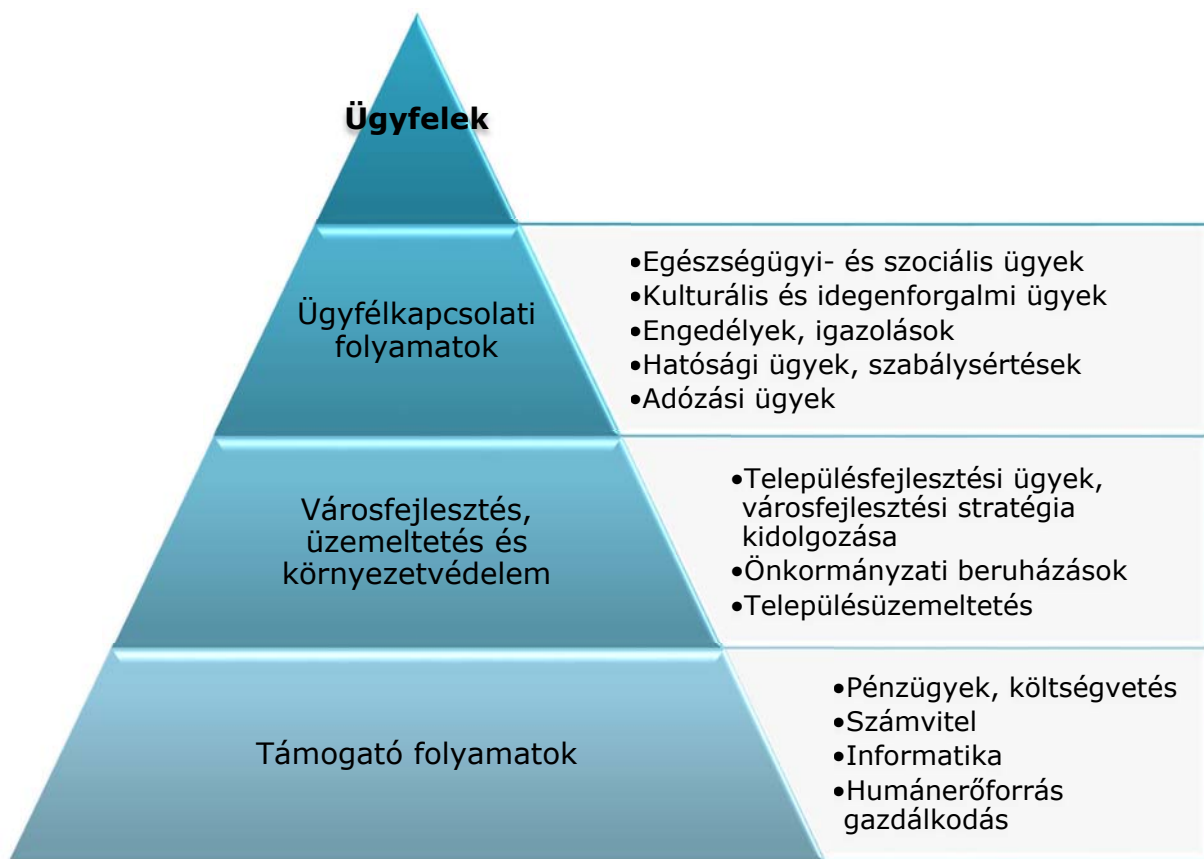 Ügyfelek
Ügyfélkapcsolati
folyamatok
•Egészségügyi- és szociális ügyek
•Kulturális és idegenforgalmi ügyek
•Engedélyek, igazolások
•Hatósági ügyek, szabálysértések
•Adózási ügyek
Városfejlesztés,
üzemeltetés és
környezetvédelem
•Településfejlesztési ügyek,
városfejlesztési stratégia
kidolgozása
•Önkormányzati beruházások
•Településüzemeltetés
Támogató folyamatok
•Pénzügyek, költségvetés
•Számvitel
•Informatika
•Humánerőforrás
gazdálkodás